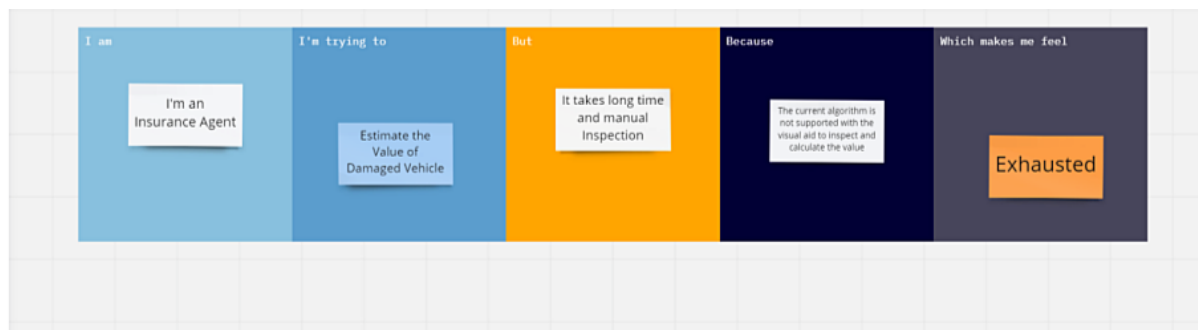 I am
I'm an
Insurance Agent
I'm trying to
Estimate the
Value of
Damaged Vehicle
But
It takes long time
and manual
Inspection
Because
The current algorithm is
not supported with the
visual aid to inspect and
calculate the value
Which makes me feel
Exhausted